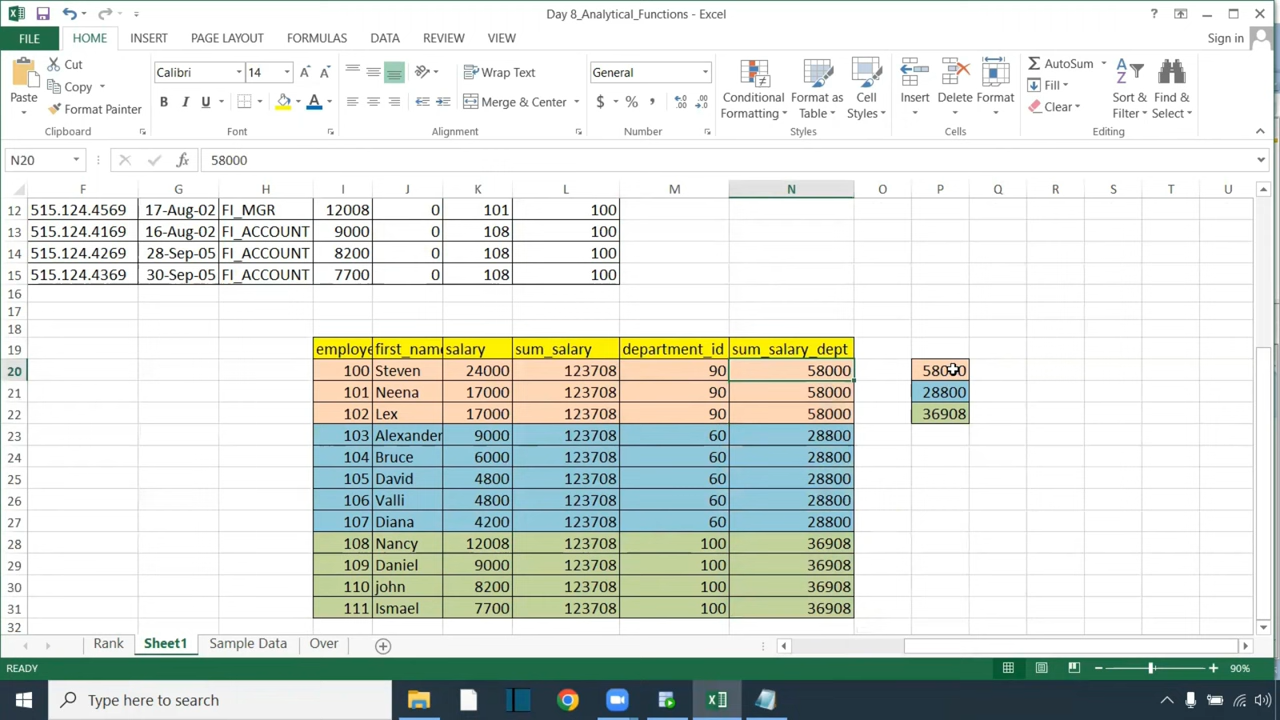 Day 8_Analytical_Functions - Excel
?
FILE HOME INSERT PAGE LAYOUT FORMULAS DATA REVIEW VIEW Sign in
Paste
Cut
Copy
Format Painter
Clipboard
Calibri 14
B I U
Font
Wrap Text
Merge & Center
Alignment
General
$ % ,
Number
Conditional Formatting
Format as Table
Cell Styles
Styles
Insert Delete Format
Cells
AutoSum
Fill
Clear
Sort & Filter
Find & Select
Editing
N20 fx 58000
F G H I J K L M N O P Q R S T U
12 515.124.4569 17-Aug-02 FI_MGR 12008 0 101 100
13 515.124.4169 16-Aug-02 FI_ACCOUNT 9000 0 108 100
14 515.124.4269 28-Sep-05 FI_ACCOUNT 8200 0 108 100
15 515.124.4369 30-Sep-05 FI_ACCOUNT 7700 0 108 100
16
17
18
19 employe first_name salary sum_salary department_id sum_salary_dept
20 100 Steven 24000 123708 90 58000 58000
21 101 Neena 17000 123708 90 58000 28800
22 102 Lex 17000 123708 90 58000 36908
23 103 Alexander 9000 123708 60 28800
24 104 Bruce 6000 123708 60 28800
25 105 David 4800 123708 60 28800
26 106 Valli 4800 123708 60 28800
27 107 Diana 4200 123708 60 28800
28 108 Nancy 12008 123708 100 36908
29 109 Daniel 9000 123708 100 36908
30 110 john 8200 123708 100 36908
31 111 Ismael 7700 123708 100 36908
32
Rank Sheet1 Sample Data Over
READY 90%
Type here to search